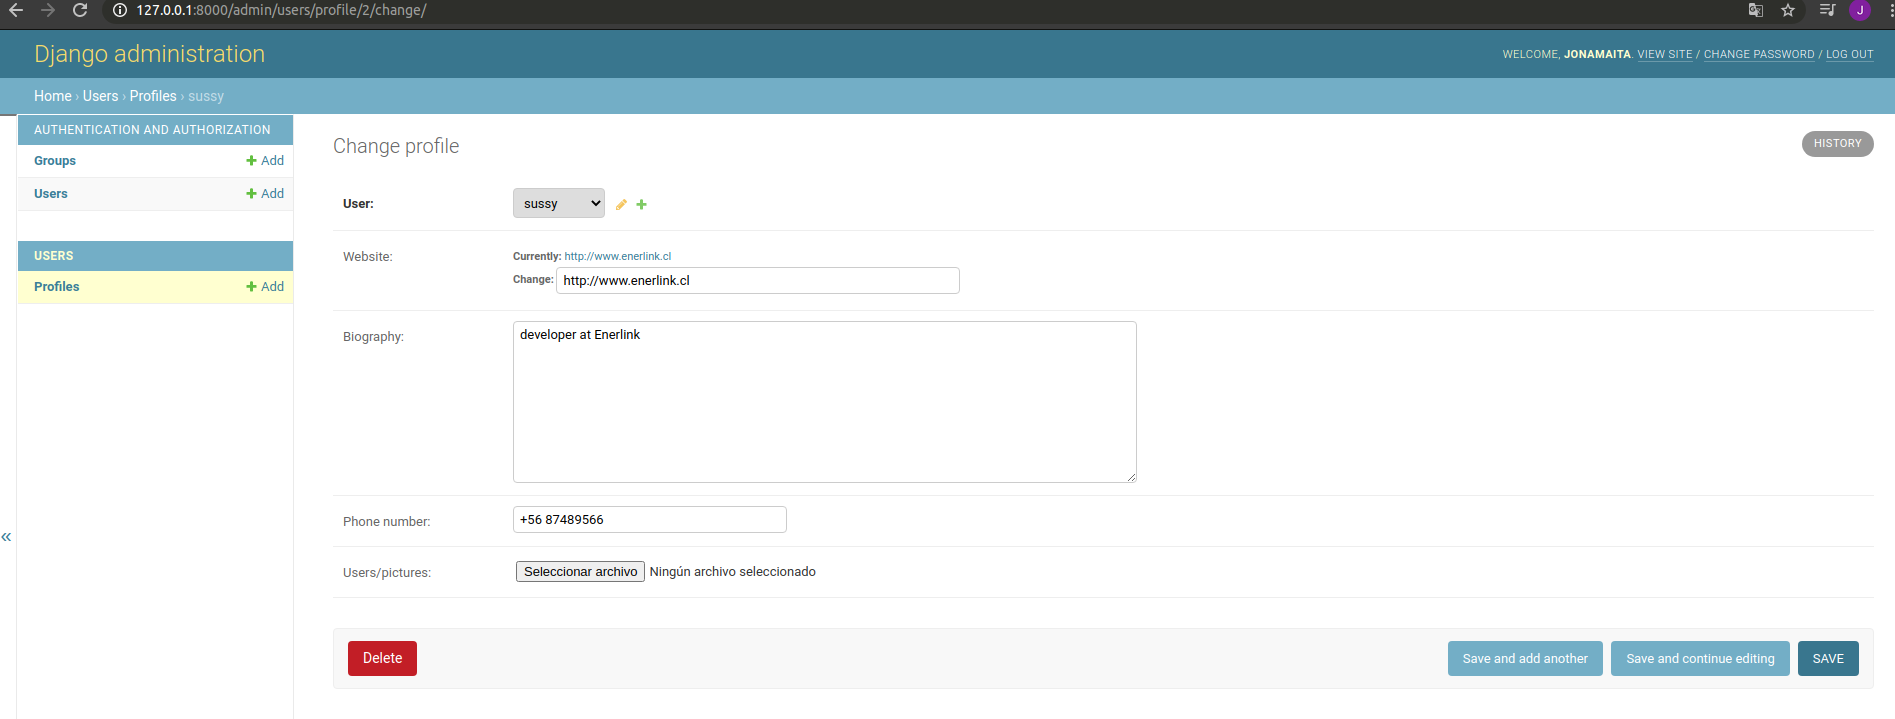 127.0.0.1:8000/admin/users/profile/2/change/
J
Django administration
WELCOME, JONAMAITA. VIEW SITE / CHANGE PASSWORD / LOG OUT
Home › Users › Profiles › sussy
AUTHENTICATION AND AUTHORIZATION
Groups + Add
Users + Add
USERS
Profiles + Add
«
Change profile
HISTORY
User: sussy
Website: Currently: http://www.enerlink.cl
Change: http://www.enerlink.cl
Biography: developer at Enerlink
Phone number: +56 87489566
Users/pictures: Seleccionar archivo Ningún archivo seleccionado
Delete
Save and add another Save and continue editing SAVE